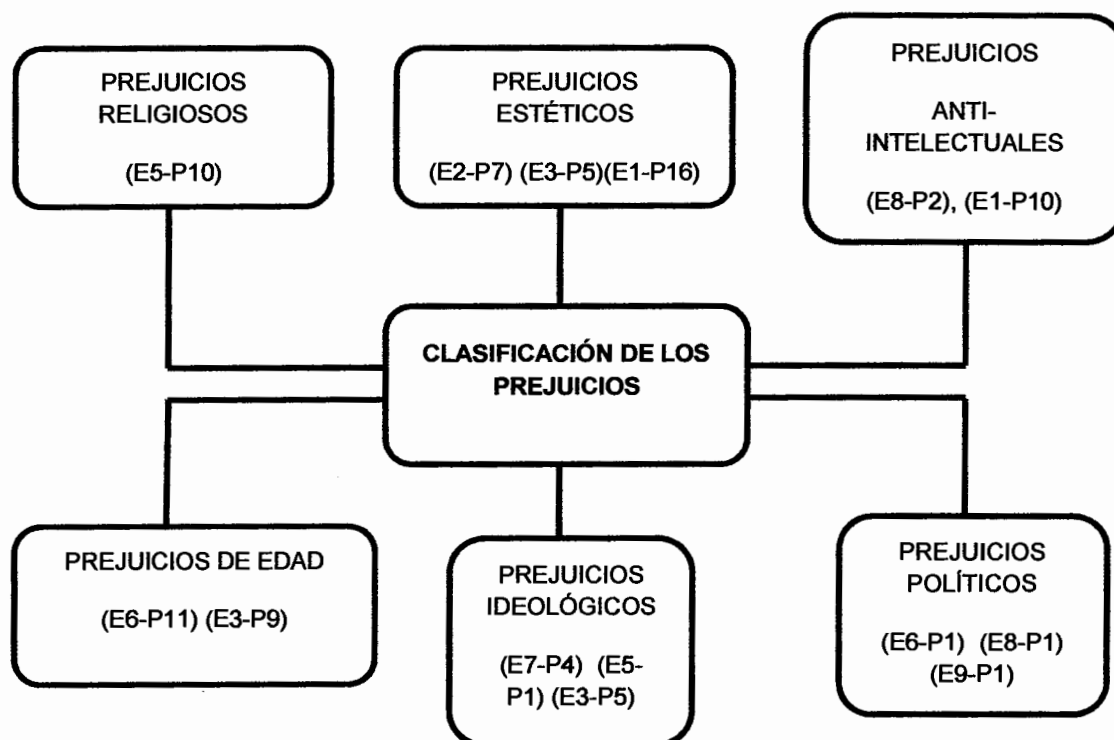 PREJUICIOS
RELIGIOSOS
(E5-P10)
PREJUICIOS
ESTÉTICOS
(E2-P7) (E3-P5)(E1-P16)
PREJUICIOS
ANTI-
INTELECTUALES
(E8-P2), (E1-P10)
CLASIFICACIÓN DE LOS
PREJUICIOS
PREJUICIOS DE EDAD
(E6-P11) (E3-P9)
PREJUICIOS
IDEOLÓGICOS
(E7-P4) (E5-
P1) (E3-P5)
PREJUICIOS
POLÍTICOS
(E6-P1) (E8-P1)
(E9-P1)